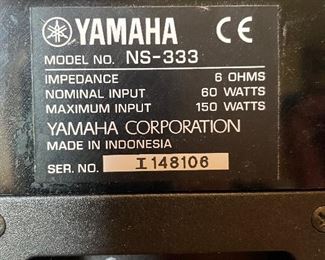 YAMAHA CE
MODEL NO. NS-333
IMPEDANCE 6 OHMS
NOMINAL INPUT 60 WATTS
MAXIMUM INPUT 150 WATTS
YAMAHA CORPORATION
MADE IN INDONESIA
SER. NO. I148106